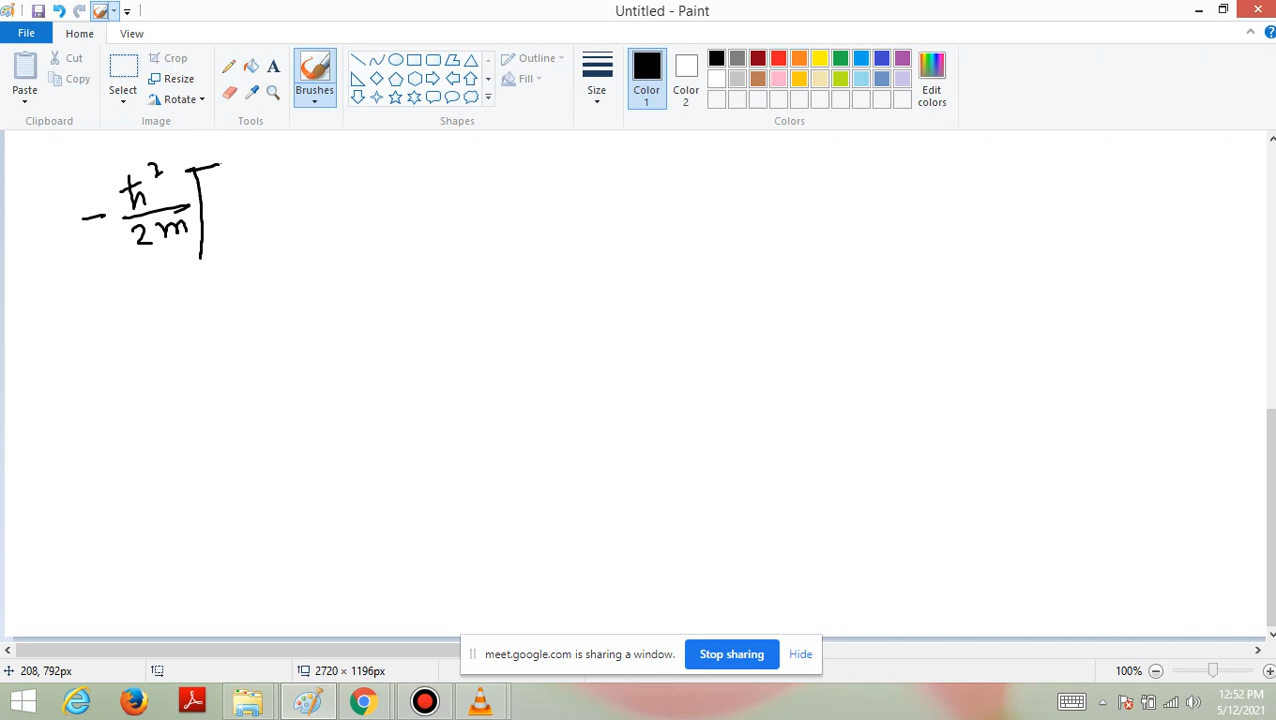 Untitled - Paint
File Home View
Paste Cut Copy Select Crop Resize Rotate Brushes Outline Fill Size Color 1 Color 2 Edit colors
Clipboard Image Tools Shapes Colors
- ħ² [
2m
meet.google.com is sharing a window. Stop sharing Hide
208, 792px 2720 × 1196px 100%
12:52 PM
5/12/2021